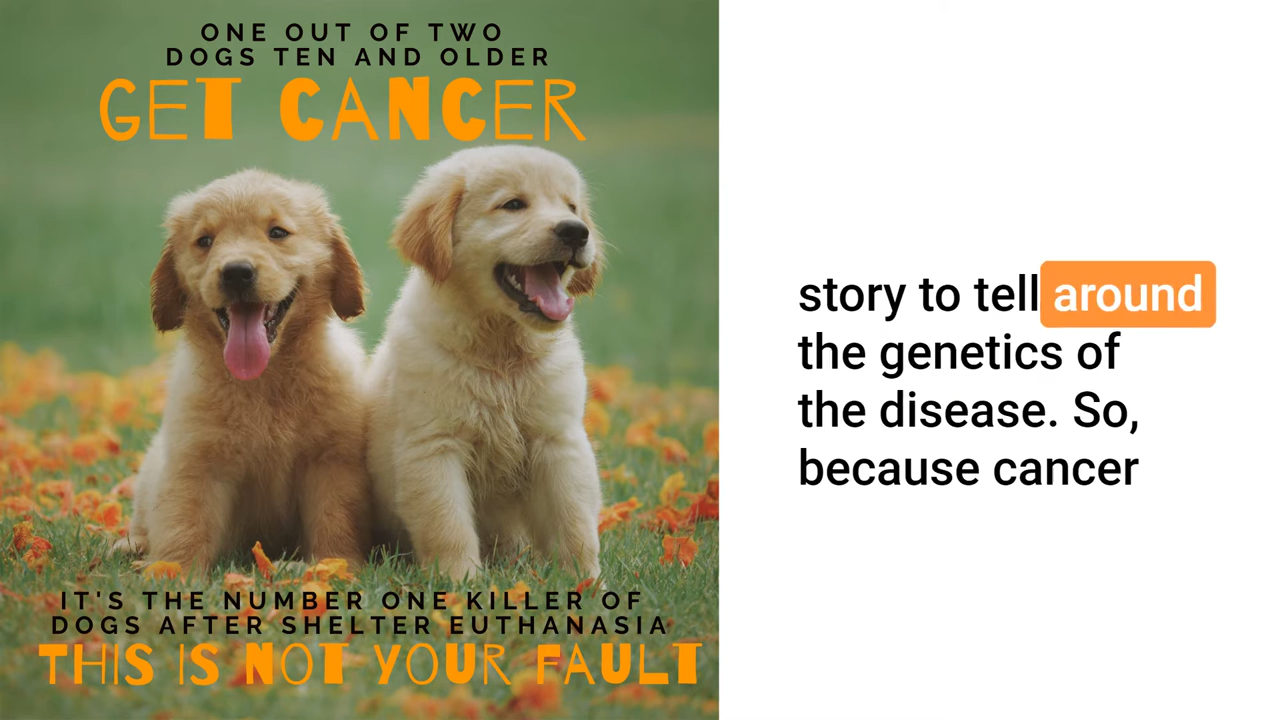 ONE OUT OF TWO
DOGS TEN AND OLDER
GET CANCER
IT'S THE NUMBER ONE KILLER OF
DOGS AFTER SHELTER EUTHANASIA
THIS IS NOT YOUR FAULT
story to tell around
the genetics of
the disease. So,
because cancer